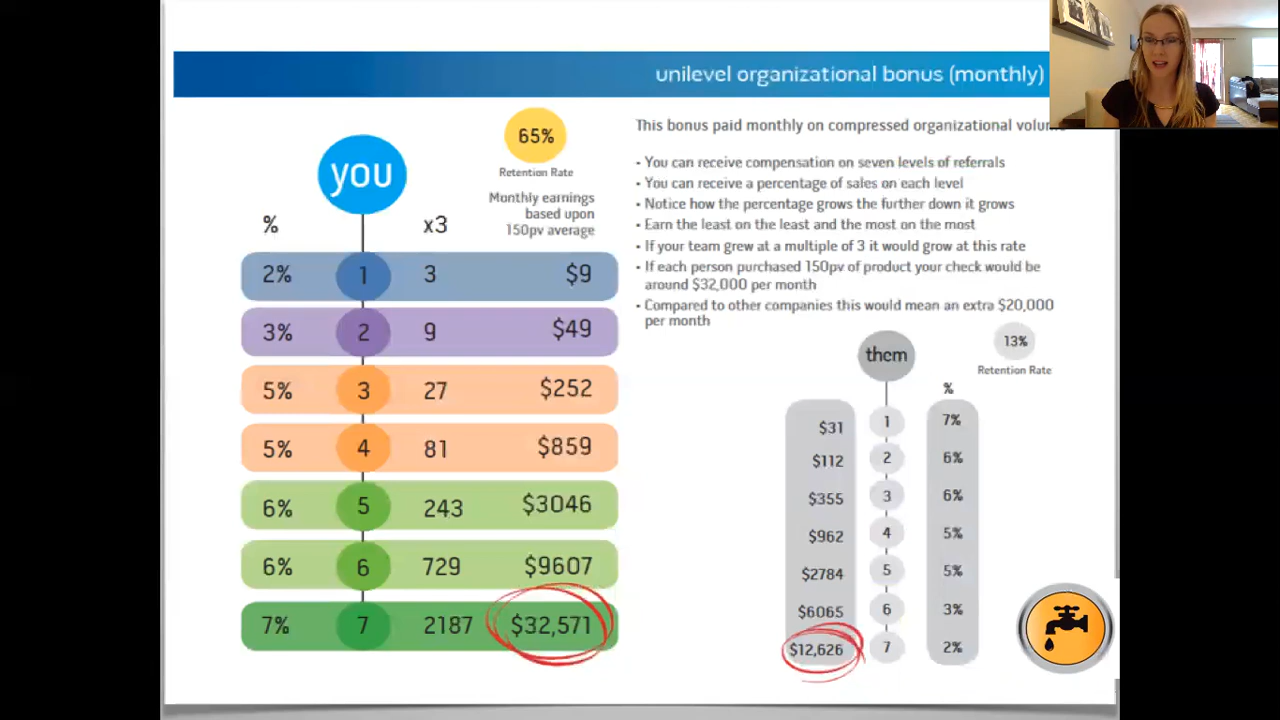 unilevel organizational bonus (monthly)
you
65%
Retention Rate
Monthly earnings
based upon
150pv average
% x3
2% 1 3 $9
3% 2 9 $49
5% 3 27 $252
5% 4 81 $859
6% 5 243 $3046
6% 6 729 $9607
7% 7 2187 $32,571
This bonus paid monthly on compressed organizational volume
• You can receive compensation on seven levels of referrals
• You can receive a percentage of sales on each level
• Notice how the percentage grows the further down it grows
• Earn the least on the least and the most on the most
• If your team grew at a multiple of 3 it would grow at this rate
• If each person purchased 150pv of product your check would be
around $32,000 per month
• Compared to other companies this would mean an extra $20,000
per month
them
13%
Retention Rate
%
$31 1 7%
$112 2 6%
$355 3 6%
$962 4 5%
$2784 5 5%
$6065 6 3%
$12,626 7 2%